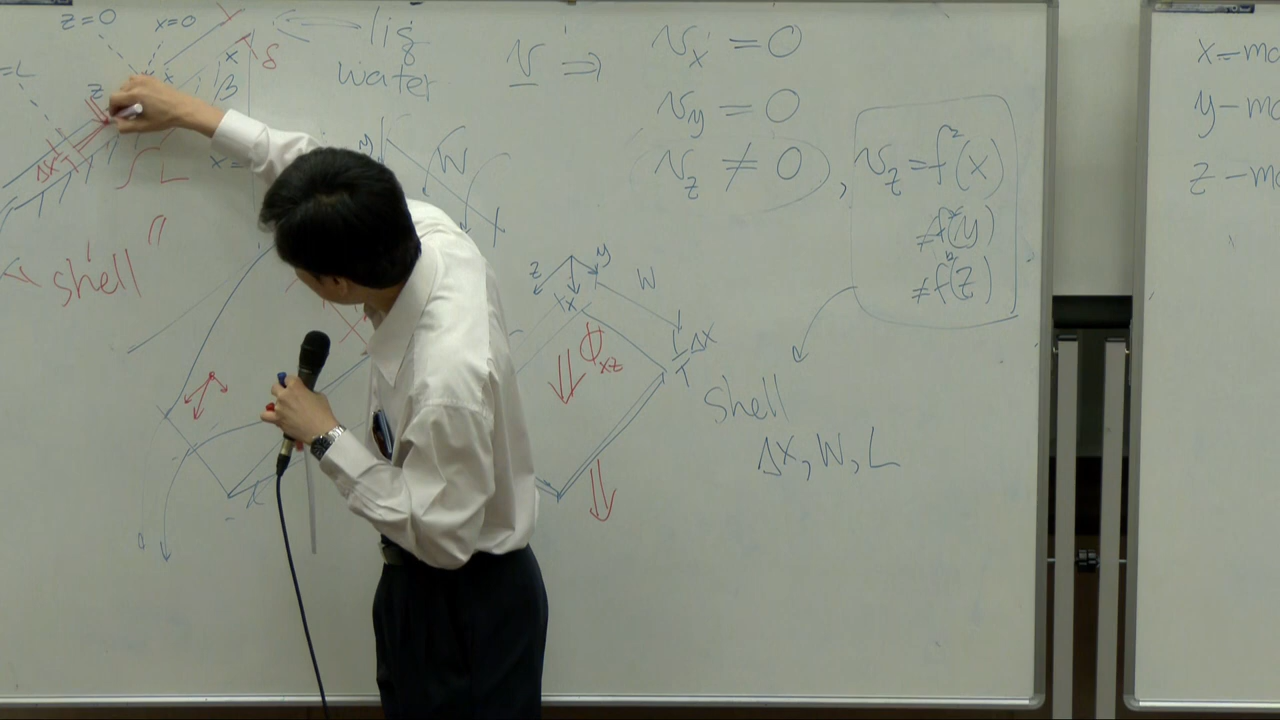 z=0
x=0
=L
z
x
x
β
δ
liq
water
Δx
L
x=
"shell"
y
W
v ⇒
v_x = 0
v_y = 0
v_z ≠ 0, v_z = f(x)
≠ f(y)
≠ f(z)
z
y
x
W
Δx
ϕ_xz
shell
Δx, W, L
x-mo
y-mo
z-mo